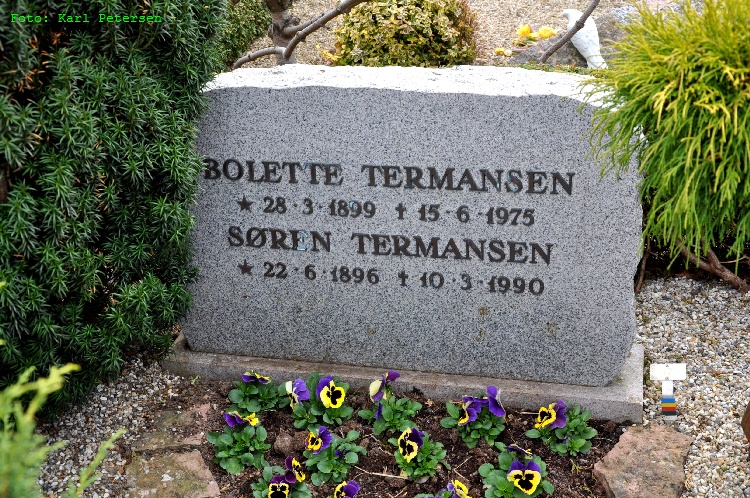 Foto: Karl Petersen
BOLETTE TERMANSEN
★ 28·3·1899 ✝ 15·6·1975
SØREN TERMANSEN
★ 22·6·1896 ✝ 10·3·1990